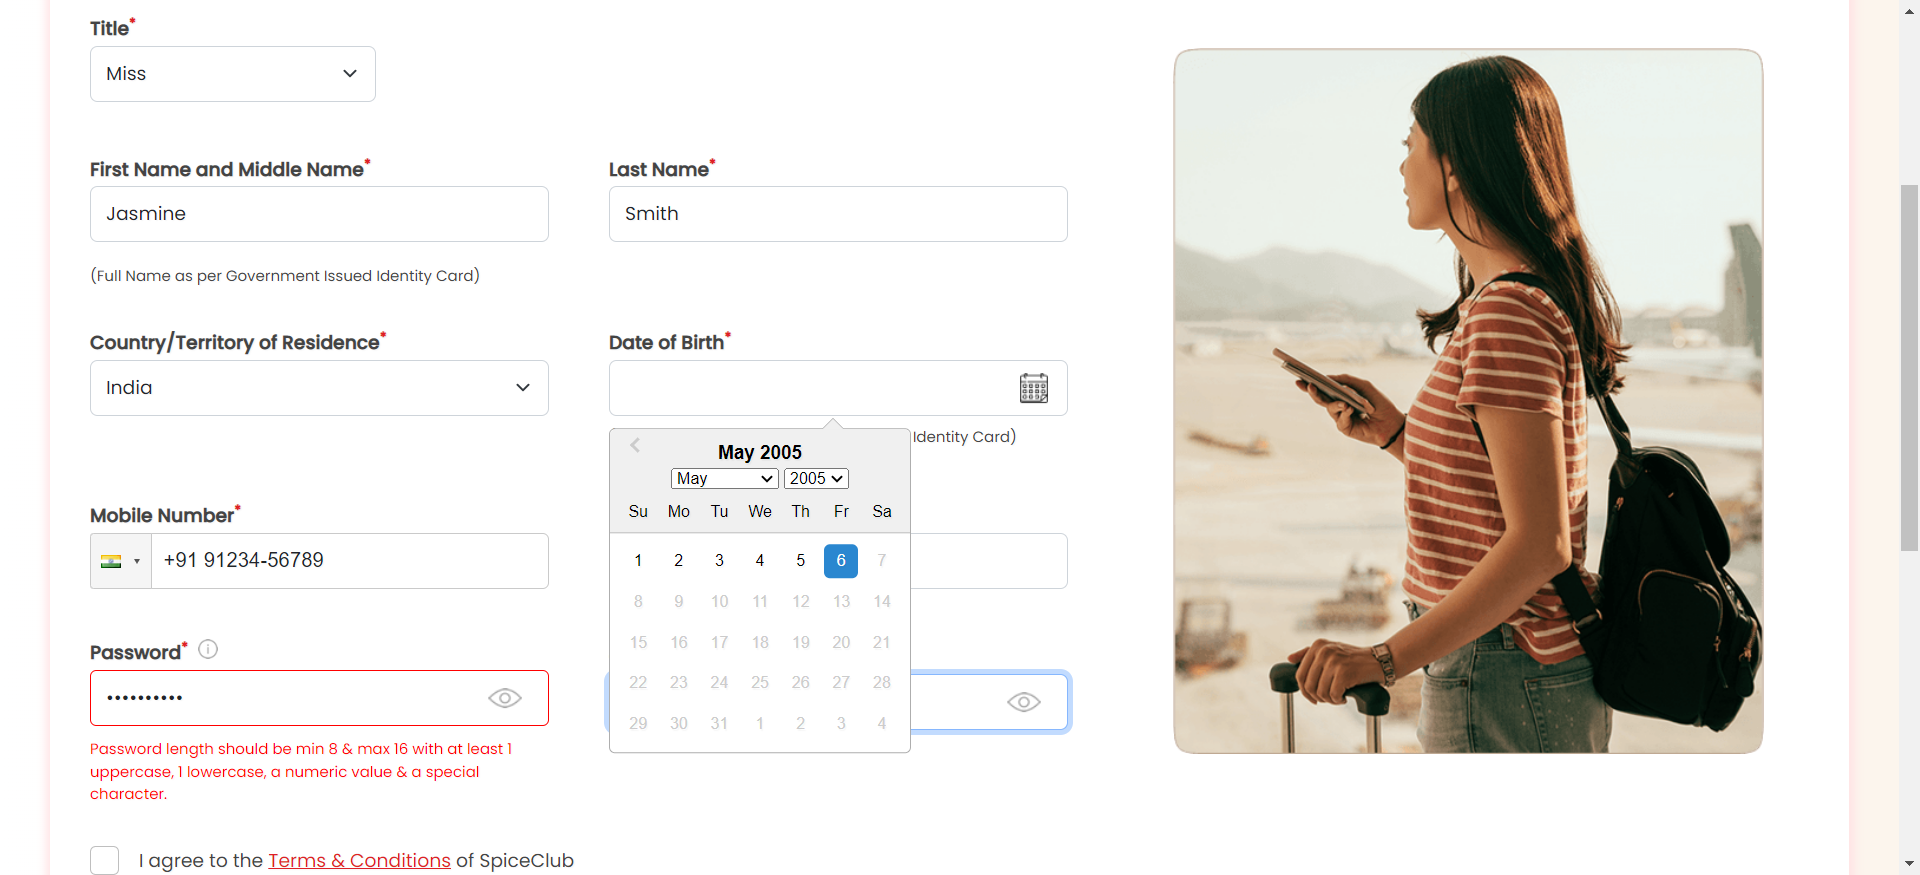 Title*
Miss
First Name and Middle Name*
Last Name*
Jasmine
Smith
(Full Name as per Government Issued Identity Card)
Country/Territory of Residence*
Date of Birth*
India
Identity Card)
May 2005
May 2005
Su Mo Tu We Th Fr Sa
1 2 3 4 5 6 7
8 9 10 11 12 13 14
15 16 17 18 19 20 21
22 23 24 25 26 27 28
29 30 31 1 2 3 4
Mobile Number*
+91 91234-56789
Password*
••••••••••
Password length should be min 8 & max 16 with at least 1
uppercase, 1 lowercase, a numeric value & a special
character.
I agree to the Terms & Conditions of SpiceClub